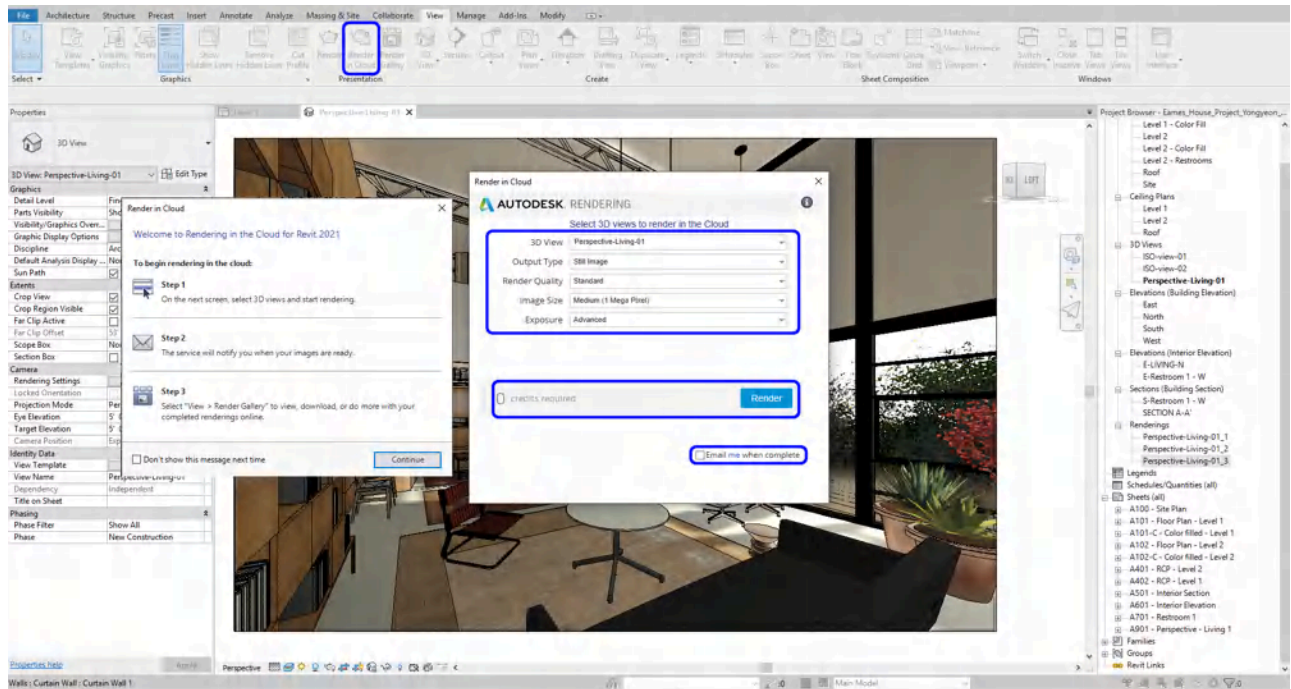 File Architecture Structure Precast Insert Annotate Analyze Massing & Site Collaborate View Manage Add-Ins Modify
Select Graphics Presentation Create Sheet Composition Windows
Properties
3D View
3D View: Perspective-Living-01 Edit Type
Graphics
Detail Level
Parts Visibility
Visibility/Graphics Overr...
Graphic Display Options
Discipline
Default Analysis Display ...
Sun Path
Extents
Crop View
Crop Region Visible
Far Clip Active
Far Clip Offset
Scope Box
Section Box
Camera
Rendering Settings
Locked Orientation
Projection Mode
Eye Elevation
Target Elevation
Camera Position
Identity Data
View Template
View Name Perspective-Living-01
Dependency Independent
Title on Sheet
Phasing
Phase Filter Show All
Phase New Construction
Properties help Apply
Perspective-Living-01
Render in Cloud
Welcome to Rendering in the Cloud for Revit 2021
To begin rendering in the cloud:
Step 1
On the next screen, select 3D views and start rendering.
Step 2
The service will notify you when your images are ready.
Step 3
Select "View > Render Gallery" to view, download, or do more with your
completed renderings online.
Don't show this message next time Continue
Render in Cloud
AUTODESK RENDERING
Select 3D views to render in the Cloud
3D View Perspective-Living-01
Output Type Still Image
Render Quality Standard
Image Size Medium (1 Mega Pixel)
Exposure Advanced
0 credits required Render
Email me when complete
LEFT
Project Browser - Eames_House_Project_Yongyeon_...
Level 1 - Color Fill
Level 2
Level 2 - Color Fill
Level 2 - Restrooms
Roof
Site
Ceiling Plans
Level 1
Level 2
Roof
3D Views
ISO-view-01
ISO-view-02
Perspective-Living-01
Elevations (Building Elevation)
East
North
South
West
Elevations (Interior Elevation)
E-LIVING-N
E-Restroom 1 - W
Sections (Building Section)
S-Restroom 1 - W
SECTION A-A'
Renderings
Perspective-Living-01_1
Perspective-Living-01_2
Perspective-Living-01_3
Legends
Schedules/Quantities (all)
Sheets (all)
A100 - Site Plan
A101 - Floor Plan - Level 1
A101-C - Color filled - Level 1
A102 - Floor Plan - Level 2
A102-C - Color filled - Level 2
A401 - RCP - Level 2
A402 - RCP - Level 1
A501 - Interior Section
A601 - Interior Elevation
A701 - Restroom 1
A901 - Perspective - Living 1
Families
Groups
Revit Links
Perspective
Walls : Curtain Wall : Curtain Wall 1 Main Model